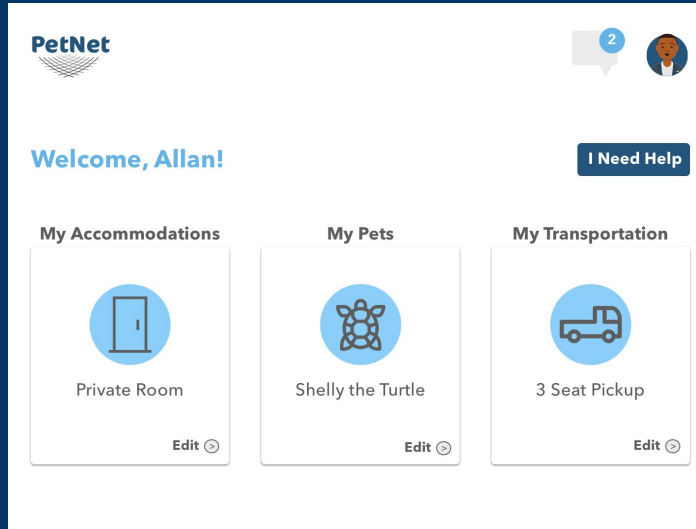 PetNet
2
Welcome, Allan!
I Need Help
My Accommodations
My Pets
My Transportation
Private Room
Shelly the Turtle
3 Seat Pickup
Edit >
Edit >
Edit >